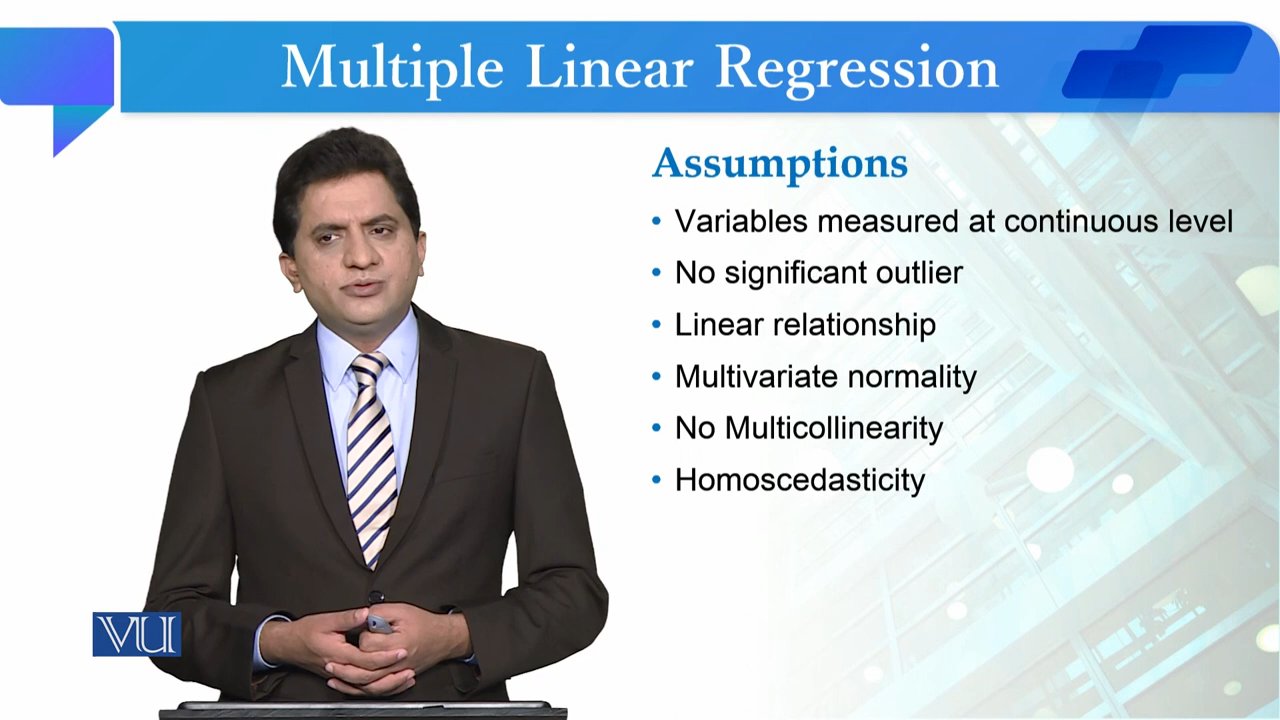 Multiple Linear Regression
Assumptions
• Variables measured at continuous level
• No significant outlier
• Linear relationship
• Multivariate normality
• No Multicollinearity
• Homoscedasticity
VU